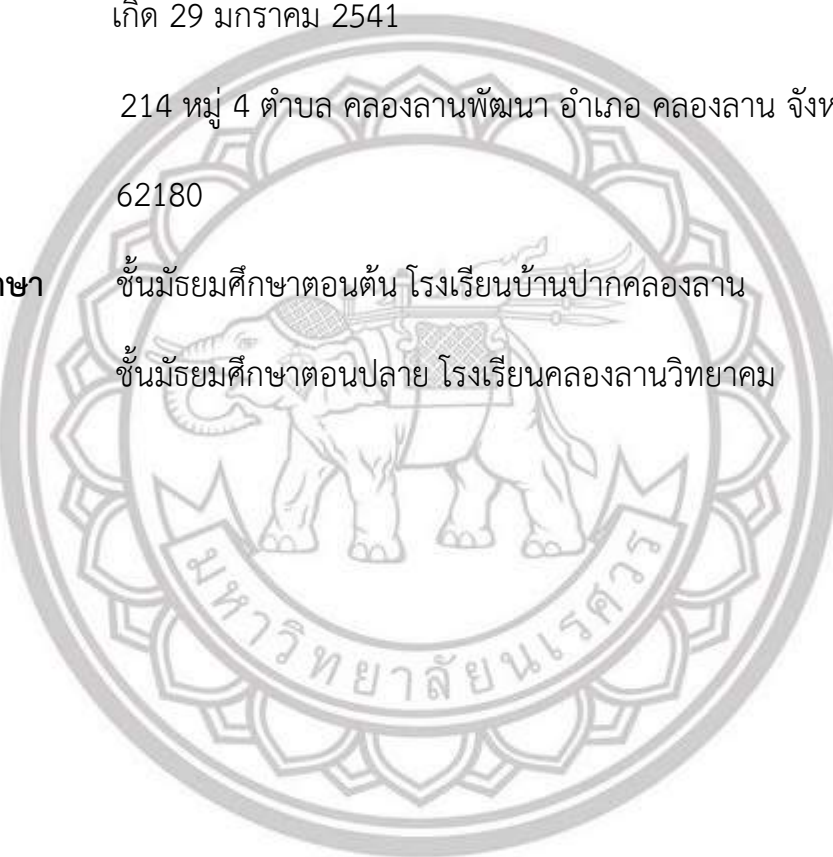 เกิด 29 มกราคม 2541
214 หมู่ 4 ตำบล คลองลานพัฒนา อำเภอ คลองลาน
62180
ชั้นมัธยมศึกษาตอนต้น โรงเรียนบ้านปากคลองลาน
ชั้นมัธยมศึกษาตอนปลาย โรงเรียนคลองลานวิทยาคม
มหาวิทยาลัยนเรศวร